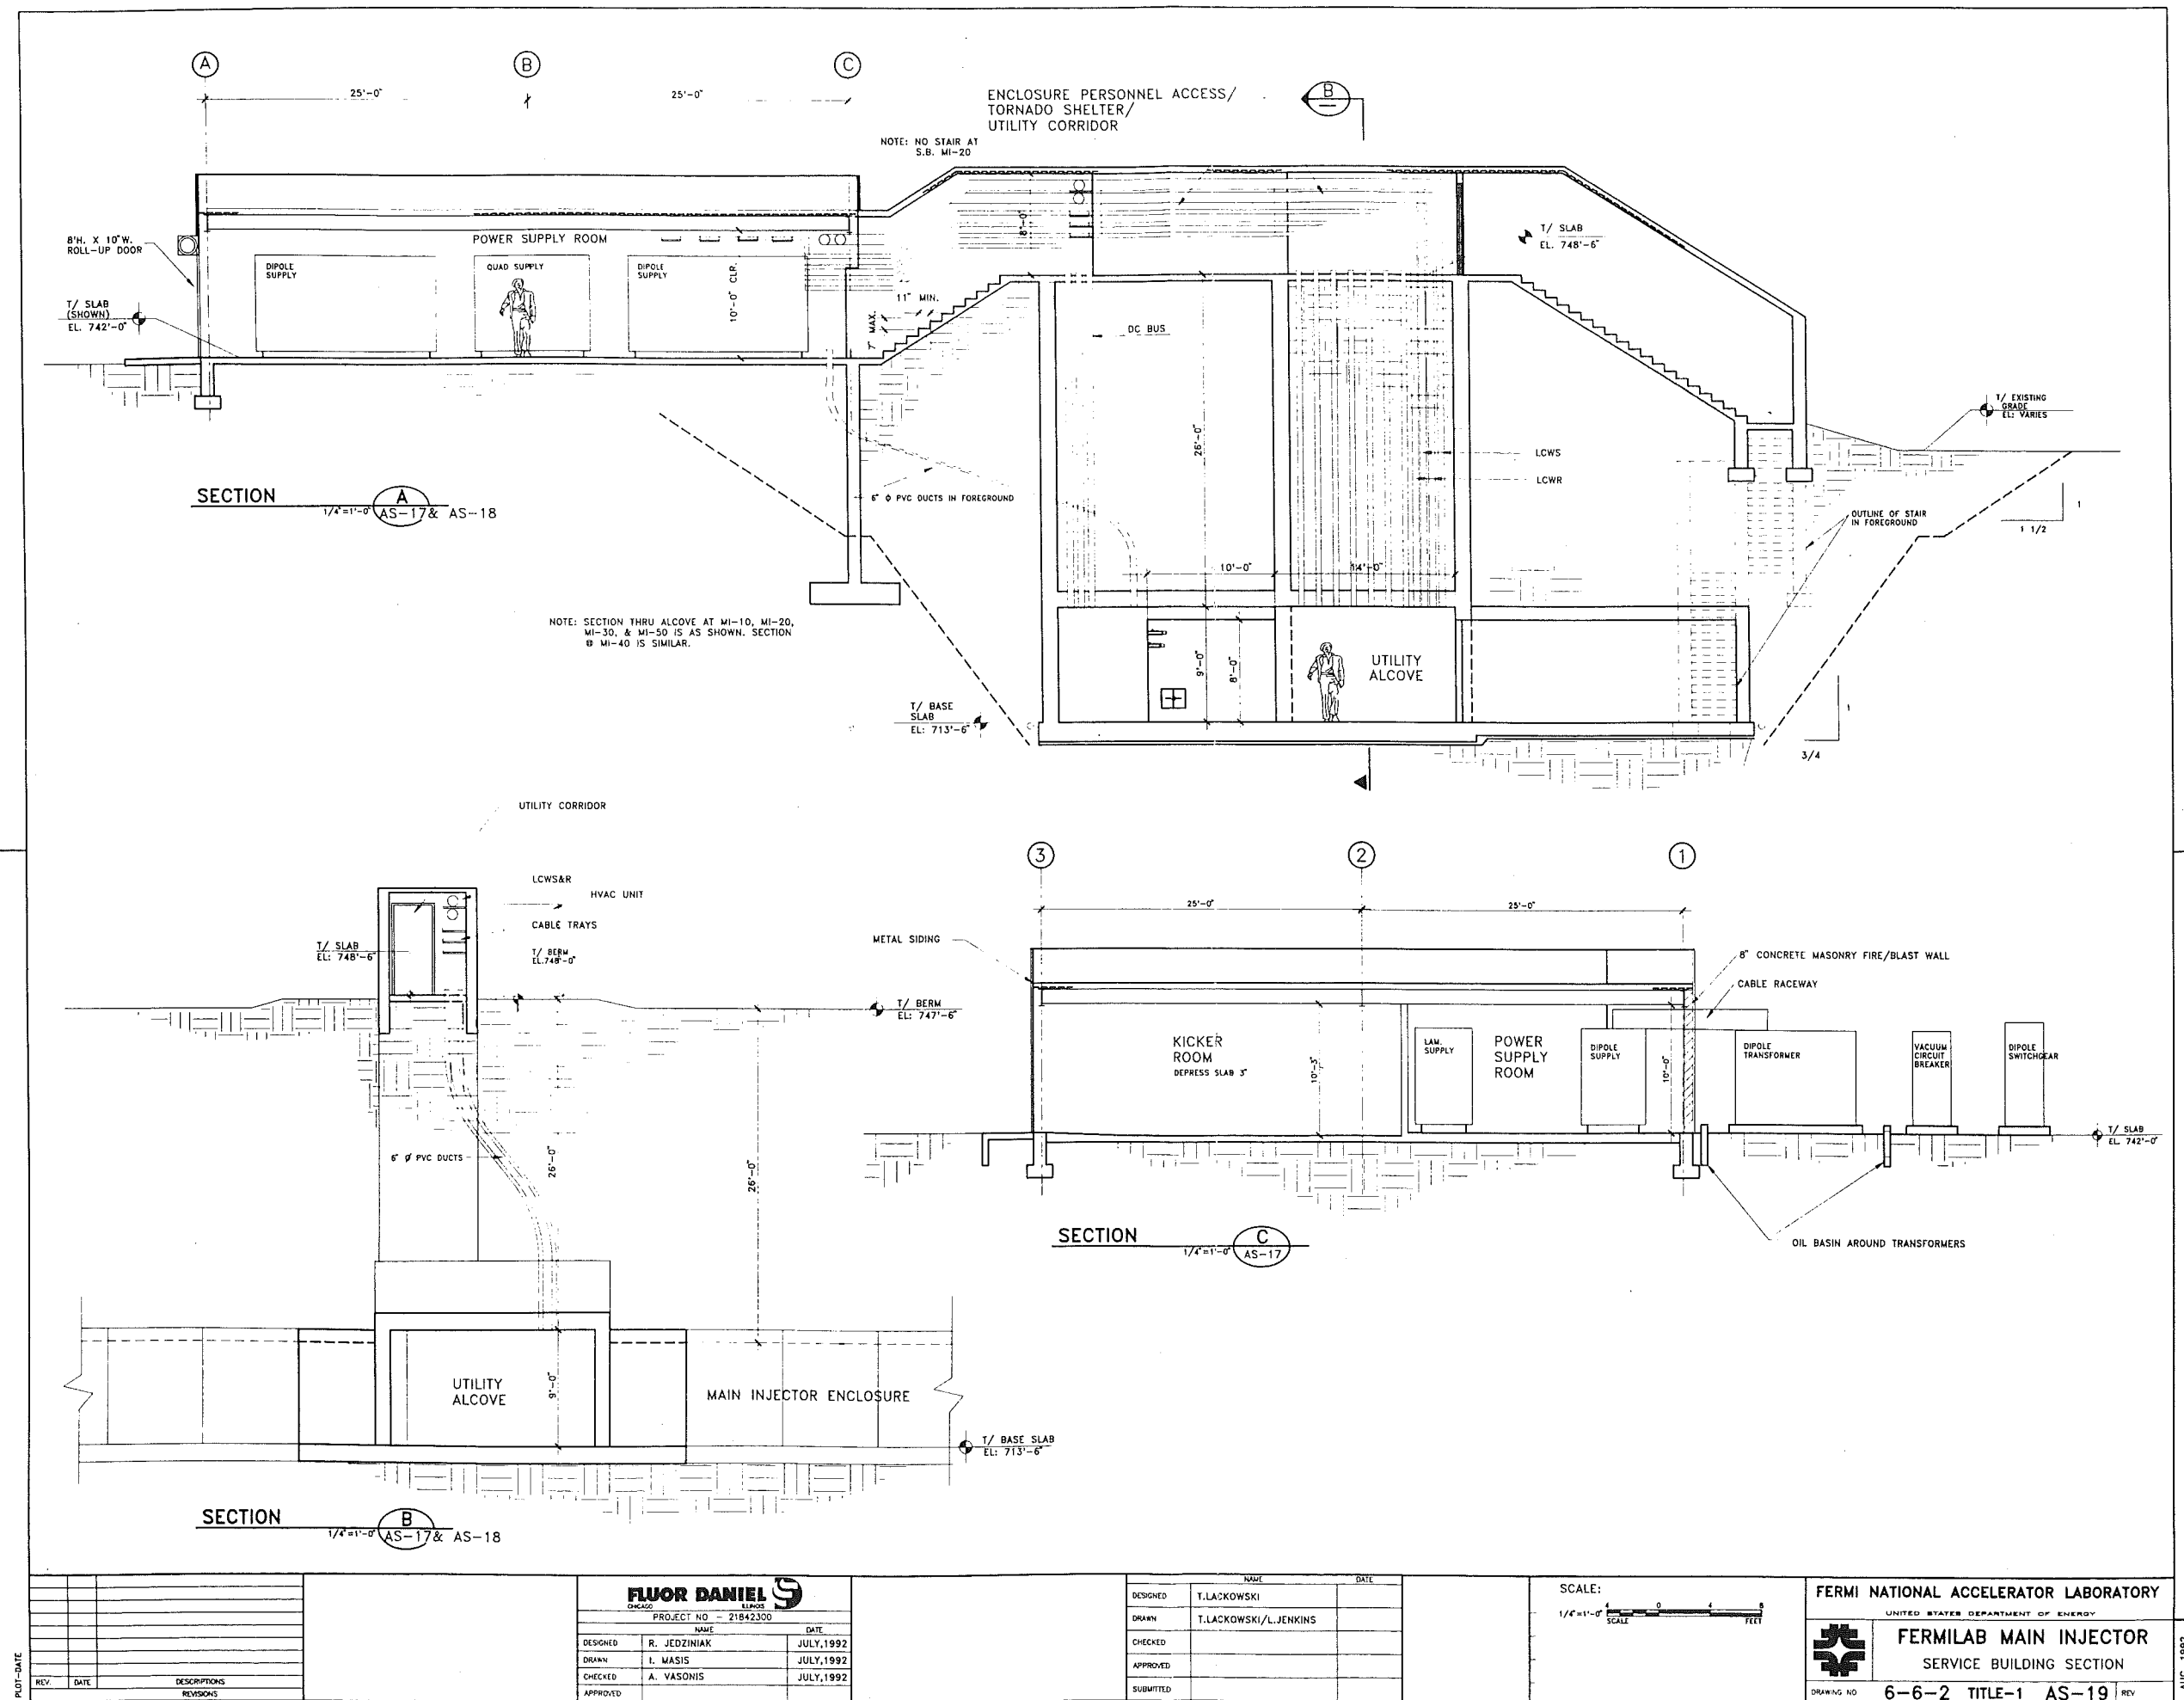 A
B
C
25'-0"
25'-0"
ENCLOSURE PERSONNEL ACCESS/
TORNADO SHELTER/
UTILITY CORRIDOR
B
NOTE: NO STAIR AT
S.B. MI-20
8'H. X 10'W.
ROLL-UP DOOR
POWER SUPPLY ROOM
DIPOLE
SUPPLY
QUAD SUPPLY
DIPOLE
SUPPLY
10'-0" CLR.
8'-0"
T/ SLAB
EL. 748'-6"
T/ SLAB
(SHOWN)
EL. 742'-0"
11" MIN.
7" MAX.
DC BUS
T/ EXISTING
GRADE
EL: VARIES
26'-0"
LCWS
LCWR
6" Φ PVC DUCTS IN FOREGROUND
SECTION
A
1/4"=1'-0"
AS-17& AS-18
OUTLINE OF STAIR
IN FOREGROUND
1
1 1/2
10'-0"
14'-0"
NOTE: SECTION THRU ALCOVE AT MI-10, MI-20,
MI-30, & MI-50 IS AS SHOWN. SECTION
@ MI-40 IS SIMILAR.
9'-0"
8'-0"
UTILITY
ALCOVE
T/ BASE
SLAB
EL: 713'-6"
1
3/4
UTILITY CORRIDOR
LCWS&R
HVAC UNIT
CABLE TRAYS
T/ SLAB
EL: 748'-6"
T/ BERM
EL.748'-0"
T/ BERM
EL: 747'-6"
6" Φ PVC DUCTS
26'-0"
26'-0"
UTILITY
ALCOVE
9'-0"
MAIN INJECTOR ENCLOSURE
T/ BASE SLAB
EL: 713'-6"
SECTION
B
1/4"=1'-0"
AS-17& AS-18
3
2
1
25'-0"
25'-0"
METAL SIDING
8" CONCRETE MASONRY FIRE/BLAST WALL
CABLE RACEWAY
KICKER
ROOM
DEPRESS SLAB 3"
10'-3"
LAM.
SUPPLY
POWER
SUPPLY
ROOM
DIPOLE
SUPPLY
10'-0"
DIPOLE
TRANSFORMER
VACUUM
CIRCUIT
BREAKER
DIPOLE
SWITCHGEAR
T/ SLAB
EL. 742'-0"
SECTION
C
1/4"=1'-0"
AS-17
OIL BASIN AROUND TRANSFORMERS
PLOT-DATE
REV.
DATE
DESCRIPTIONS
REVISIONS
FLUOR DANIEL
CHICAGO ILLINOIS
PROJECT NO - 21842300
NAME DATE
DESIGNED R. JEDZINIAK JULY,1992
DRAWN I. MASIS JULY,1992
CHECKED A. VASONIS JULY,1992
APPROVED
NAME DATE
DESIGNED T.LACKOWSKI
DRAWN T.LACKOWSKI/L.JENKINS
CHECKED
APPROVED
SUBMITTED
SCALE:
1/4"=1'-0"
4 0 4 8
SCALE FEET
FERMI NATIONAL ACCELERATOR LABORATORY
UNITED STATES DEPARTMENT OF ENERGY
FERMILAB MAIN INJECTOR
SERVICE BUILDING SECTION
DRAWING NO 6-6-2 TITLE-1 AS-19 REV
1992